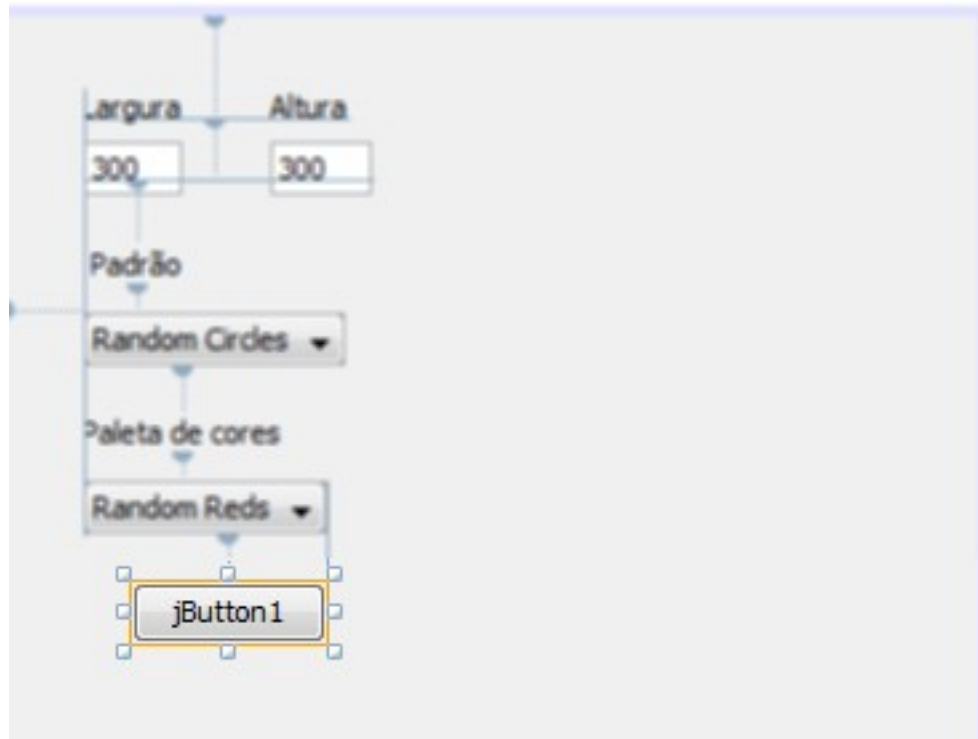 Largura Altura
300 300
Padrão
Random Circles
Paleta de cores
Random Reds
jButton1